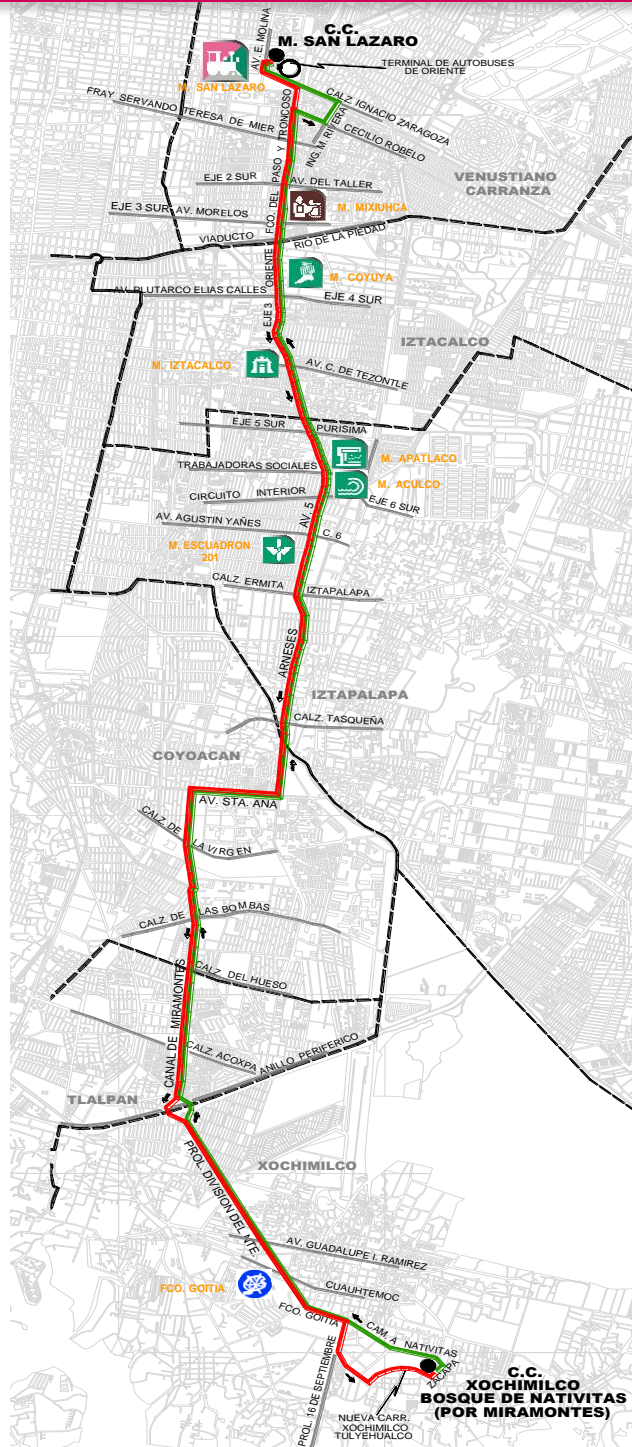 C.C.
M. SAN LAZARO
AV. E. MOLINA
TERMINAL DE AUTOBUSES
DE ORIENTE
M. SAN LAZARO
CALZ. IGNACIO ZARAGOZA
FRAY SERVANDO TERESA DE MIER
ING. M. RIVERA
CECILIO ROBELO
VENUSTIANO
CARRANZA
EJE 3 ORIENTE FCO. DEL PASO Y TRONCOSO
EJE 2 SUR
AV. DEL TALLER
EJE 3 SUR AV. MORELOS
M. MIXIUHCA
VIADUCTO
RIO DE LA PIEDAD
M. COYUYA
AV. PLUTARCO ELIAS CALLES
EJE 4 SUR
IZTACALCO
M. IZTACALCO
AV. C. DE TEZONTLE
EJE 5 SUR
PURISIMA
M. APATLACO
TRABAJADORAS SOCIALES
M. ACULCO
CIRCUITO INTERIOR
EJE 6 SUR
AV. 5
AV. AGUSTIN YAÑES
C. 6
M. ESCUADRON
201
CALZ. ERMITA
IZTAPALAPA
ARNESES
IZTAPALAPA
CALZ. TASQUEÑA
COYOACAN
AV. STA. ANA
CALZ. DE LA VIRGEN
CALZ. DE LAS BOMBAS
CANAL DE MIRAMONTES
CALZ. DEL HUESO
CALZ. ACOXPA
ANILLO PERIFERICO
TLALPAN
XOCHIMILCO
PROL. DIVISION DEL NTE.
AV. GUADALUPE I. RAMIREZ
FCO. GOITIA
CUAUHTEMOC
FCO. GOITIA
CAM. A NATIVITAS
ZACAPA
PROL. 16 DE SEPTIEMBRE
C.C.
XOCHIMILCO
BOSQUE DE NATIVITAS
(POR MIRAMONTES)
NUEVA CARR.
XOCHIMILCO
TULYEHUALCO